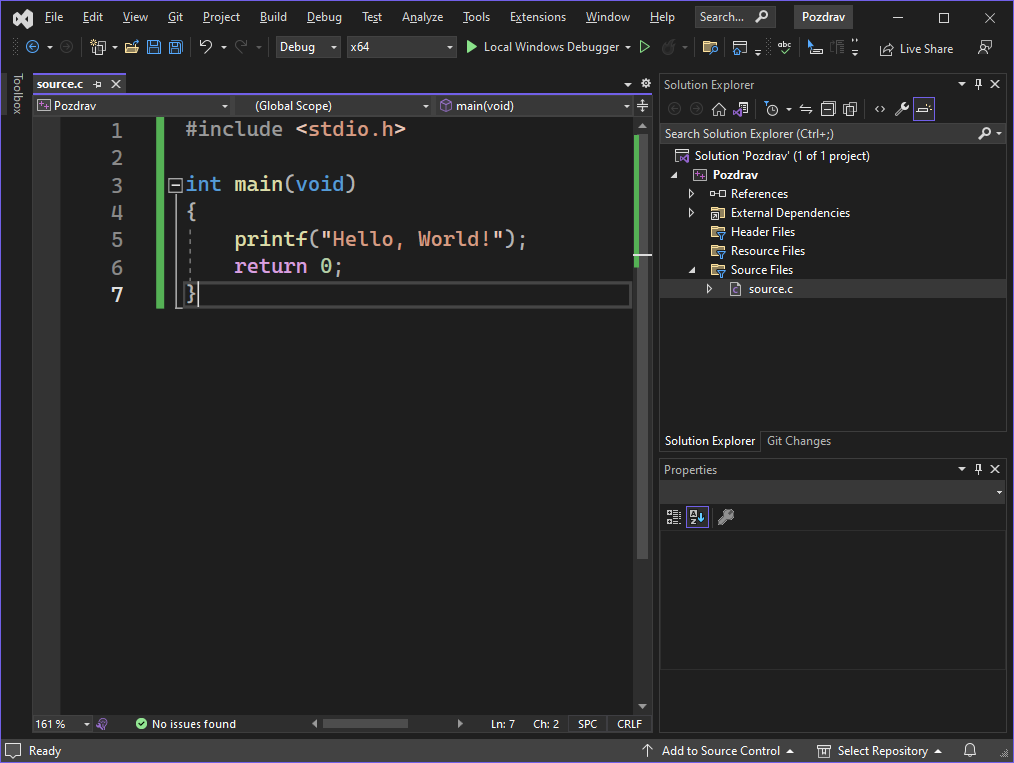 File Edit View Git Project Build Debug Test Analyze Tools Extensions Window Help Search... Pozdrav
Debug x64 Local Windows Debugger Live Share
Toolbox
source.c
Pozdrav (Global Scope) main(void)
1 #include <stdio.h>
2
3 int main(void)
4 {
5 printf("Hello, World!");
6 return 0;
7 }
161 % No issues found Ln: 7 Ch: 2 SPC CRLF
Solution Explorer
Search Solution Explorer (Ctrl+;)
Solution 'Pozdrav' (1 of 1 project)
Pozdrav
References
External Dependencies
Header Files
Resource Files
Source Files
source.c
Solution Explorer Git Changes
Properties
Ready Add to Source Control Select Repository